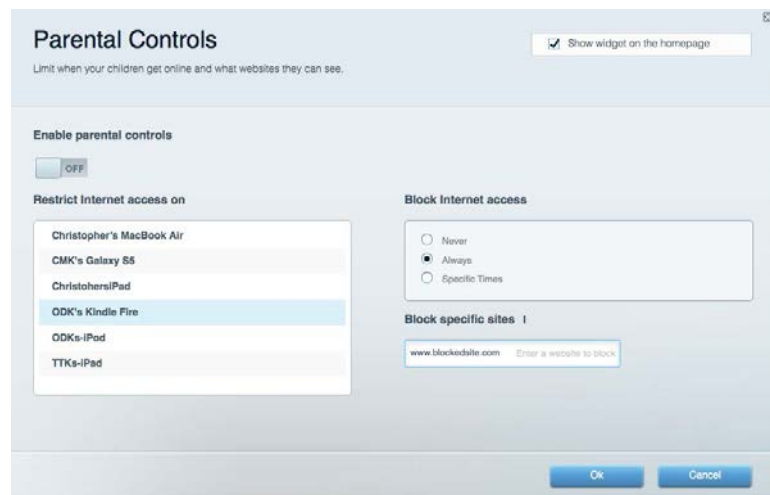 Parental Controls
Show widget on the homepage
Limit when your children get online and what websites they can see.
Enable parental controls
OFF
Restrict Internet access on
Christopher's MacBook Air
CMK's Galaxy S5
ChristohersiPad
ODK's Kindle Fire
ODKs-iPod
TTKs-iPad
Block Internet access
Never
Always
Specific Times
Block specific sites
www.blockedsite.com Enter a website to block
Ok Cancel